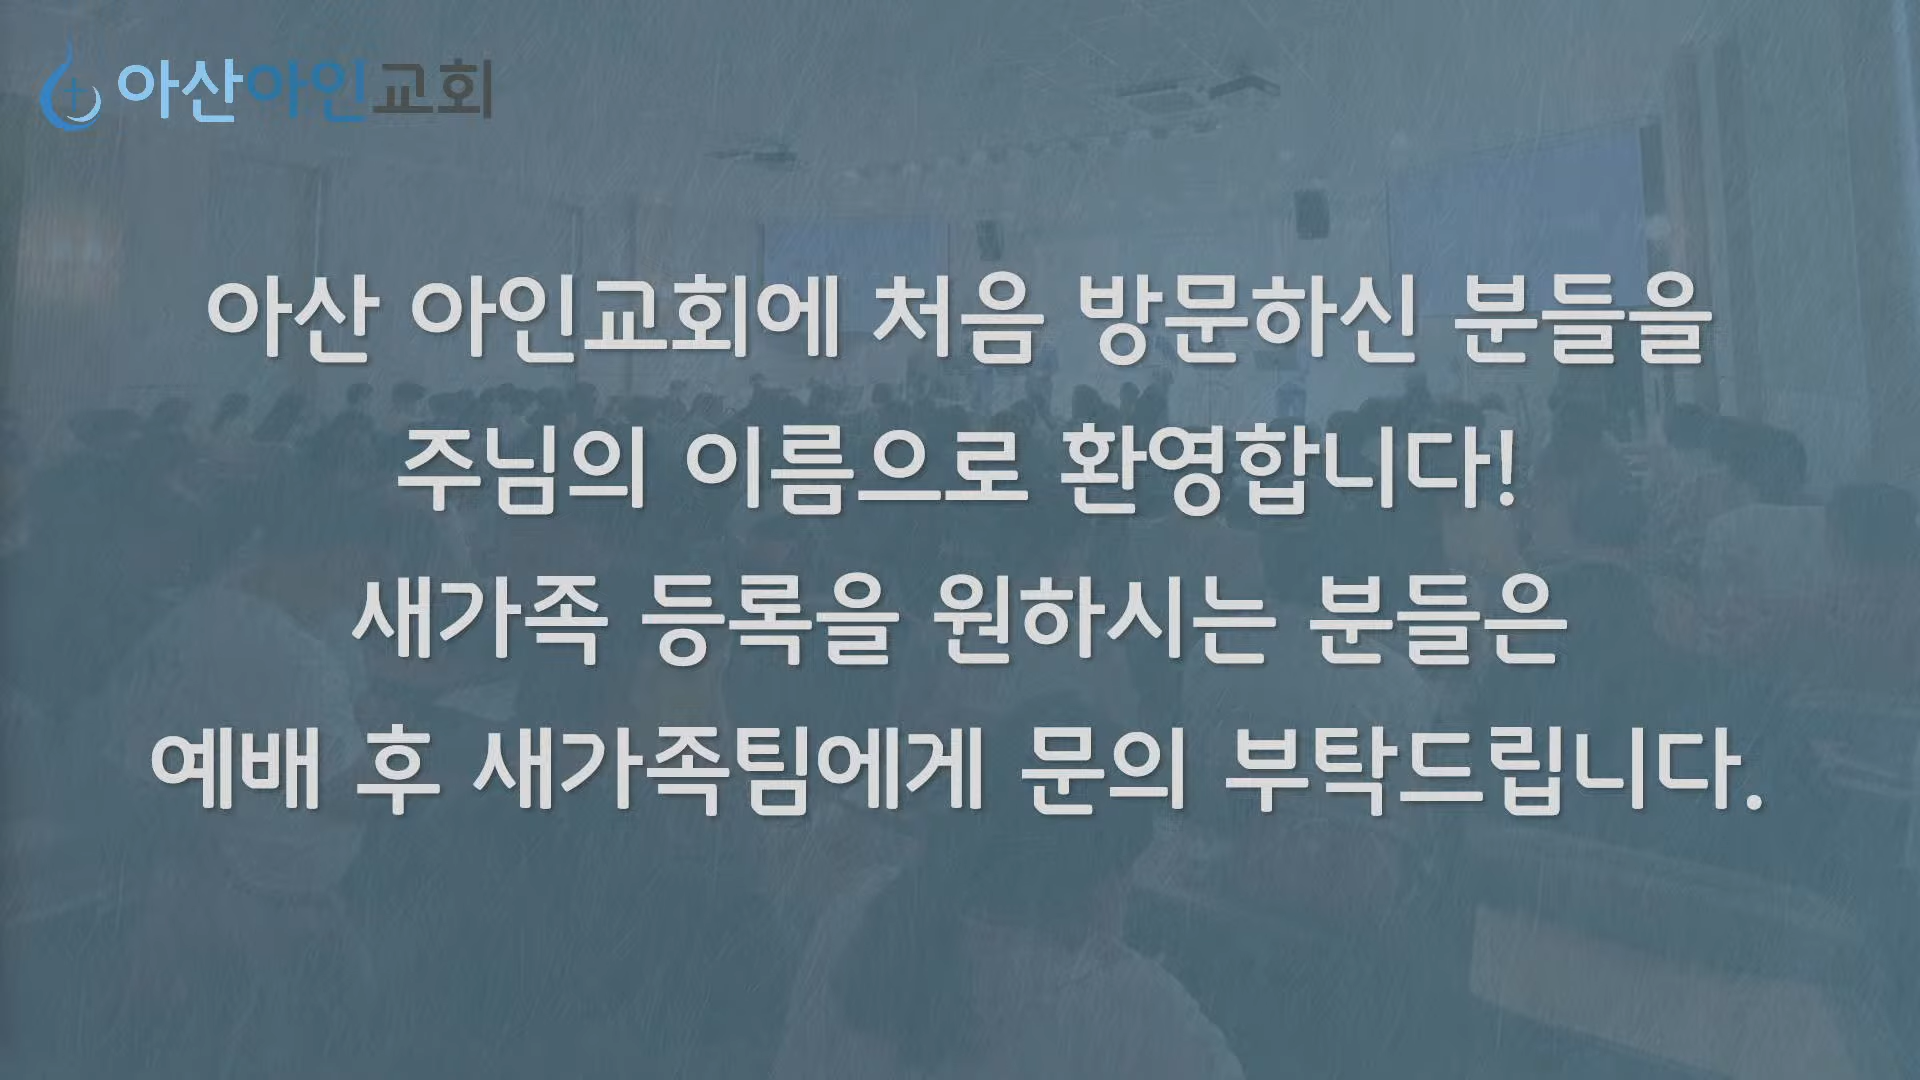 아산아인교회
아산 아인교회에 처음 방문하신 분들을
주님의 이름으로 환영합니다!
새가족 등록을 원하시는 분들은
예배 후 새가족팀에게 문의 부탁드립니다.